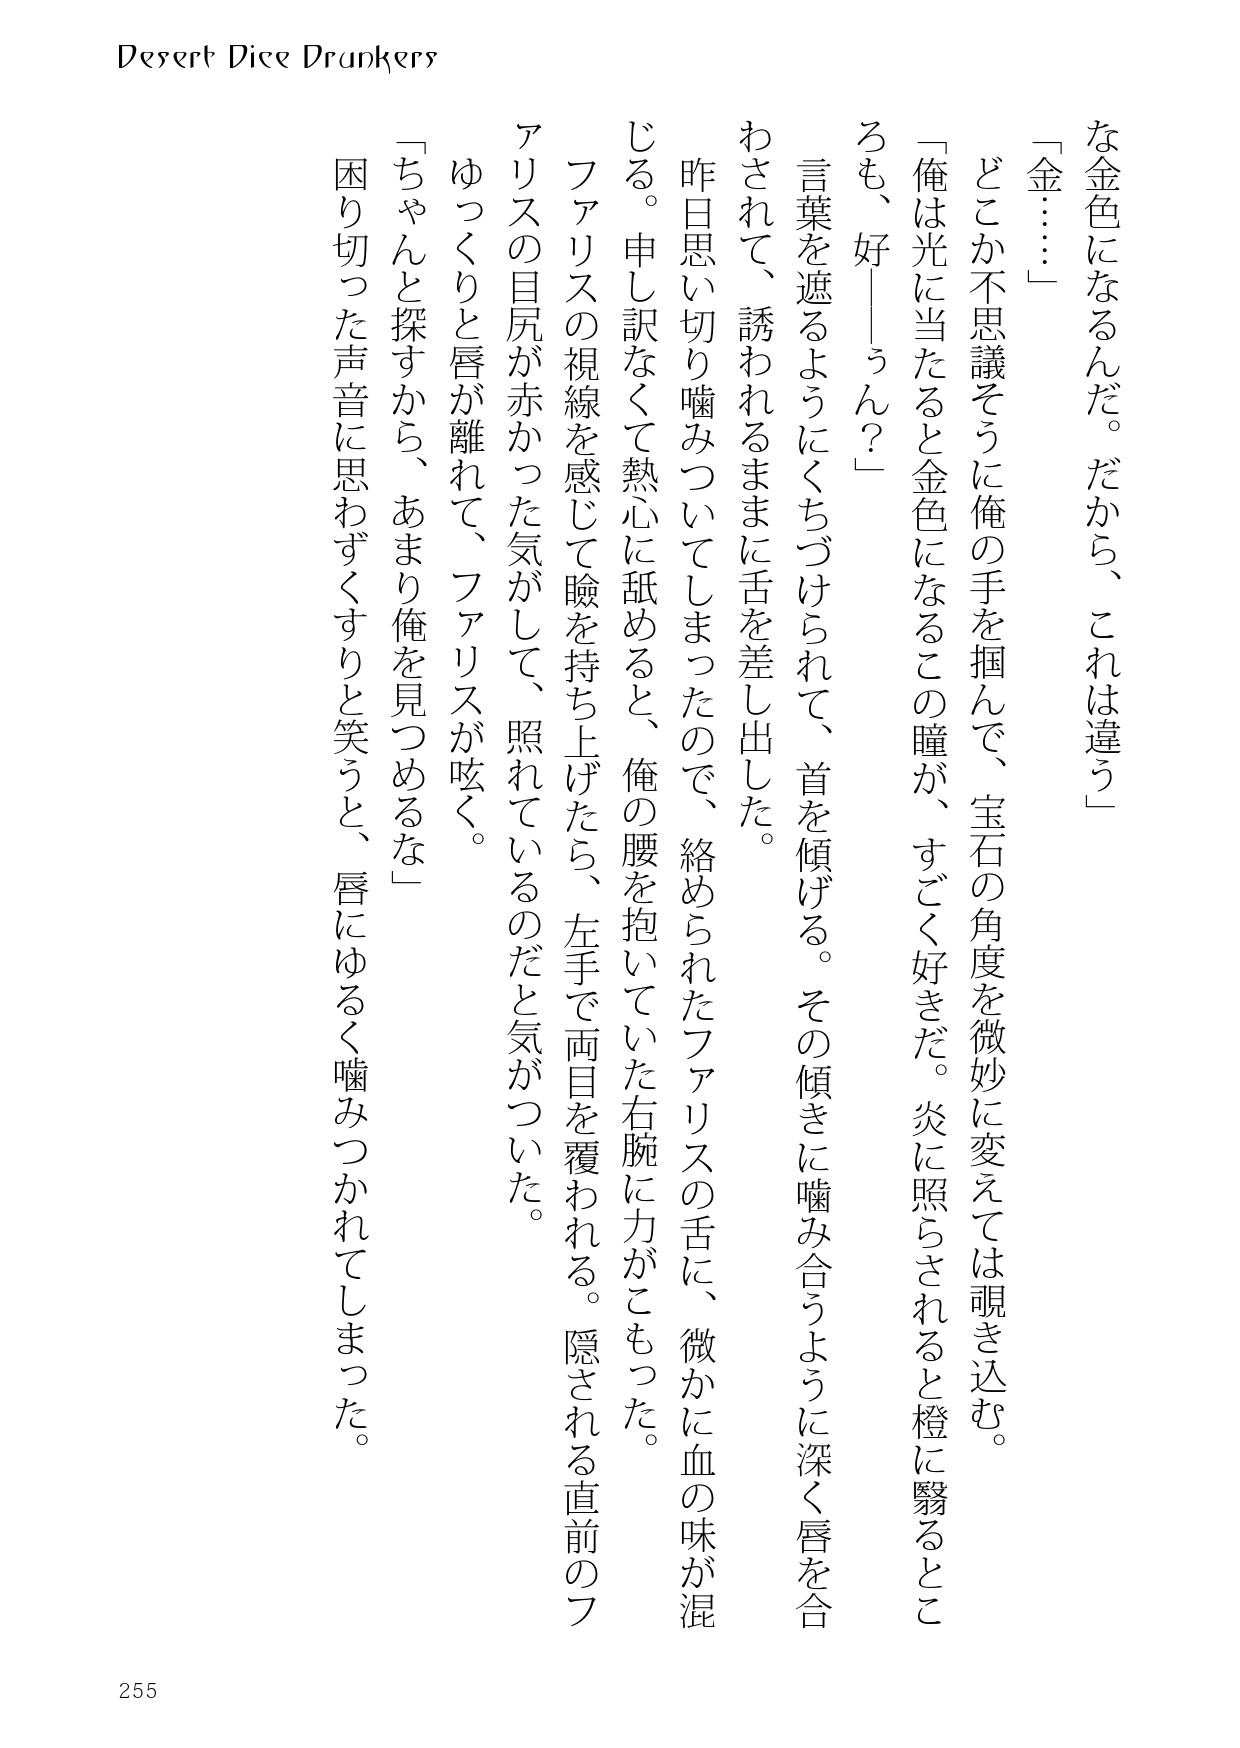 Desert Dice Drunkers
な金色になるんだ。だから、これは違う」
「金……」
どこか不思議そうに俺の手を掴んで、宝石の角度を微妙に変えては覗き込む。
「俺は光に当たると金色になるこの瞳が、すごく好きだ。炎に照らされると橙に翳るとこ
ろも、好――うん？」
言葉を遮るようにくちづけられて、首を傾げる。その傾きに噛み合うように深く唇を合
わされて、誘われるままに舌を差し出した。
昨日思い切り噛みついてしまったので、絡められたファリスの舌に、微かに血の味が混
じる。申し訳なくて熱心に舐めると、俺の腰を抱いていた右腕に力がこもった。
ファリスの視線を感じて瞼を持ち上げたら、左手で両目を覆われる。隠される直前のフ
ァリスの目尻が赤かった気がして、照れているのだと気がついた。
ゆっくりと唇が離れて、ファリスが呟く。
「ちゃんと探すから、あまり俺を見つめるな」
困り切った声音に思わずくすりと笑うと、唇にゆるく噛みつかれてしまった。
255